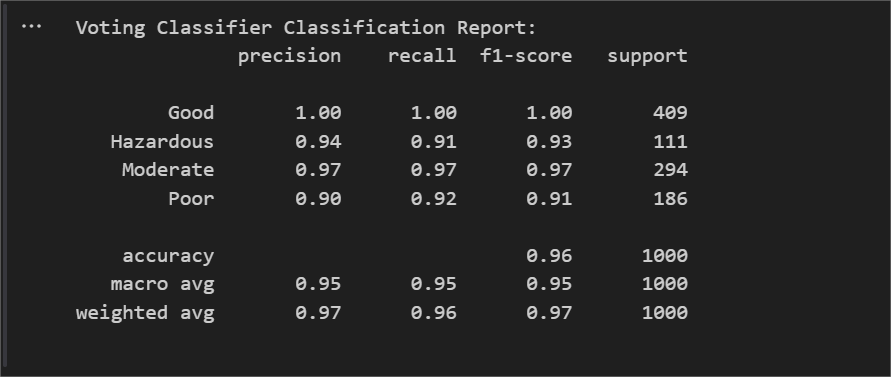 ... Voting Classifier Classification Report:
precision recall f1-score support
Good 1.00 1.00 1.00 409
Hazardous 0.94 0.91 0.93 111
Moderate 0.97 0.97 0.97 294
Poor 0.90 0.92 0.91 186
accuracy 0.96 1000
macro avg 0.95 0.95 0.95 1000
weighted avg 0.97 0.96 0.97 1000